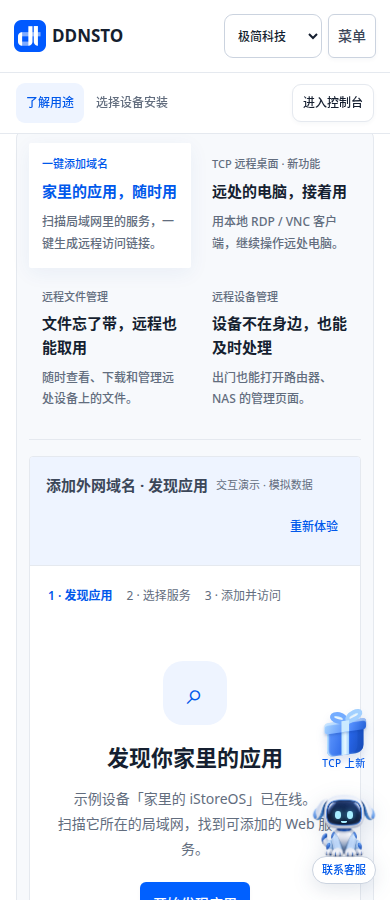 DDNSTO
极简科技
菜单
了解用途
选择设备安装
进入控制台
一键添加域名
家里的应用，随时用
扫描局域网里的服务，一
键生成远程访问链接。
TCP 远程桌面 · 新功能
远处的电脑，接着用
用本地 RDP / VNC 客户
端，继续操作远处电脑。
远程文件管理
文件忘了带，远程也
能取用
随时查看、下载和管理远
处设备上的文件。
远程设备管理
设备不在身边，也能
及时处理
出门也能打开路由器、
NAS 的管理页面。
添加外网域名 · 发现应用
交互演示 · 模拟数据
重新体验
1 · 发现应用
2 · 选择服务
3 · 添加并访问
发现你家里的应用
示例设备「家里的 iStoreOS」已在线。
扫描它所在的局域网，找到可添加的 Web 服
务。
开始发现应用
TCP 上新
联系客服